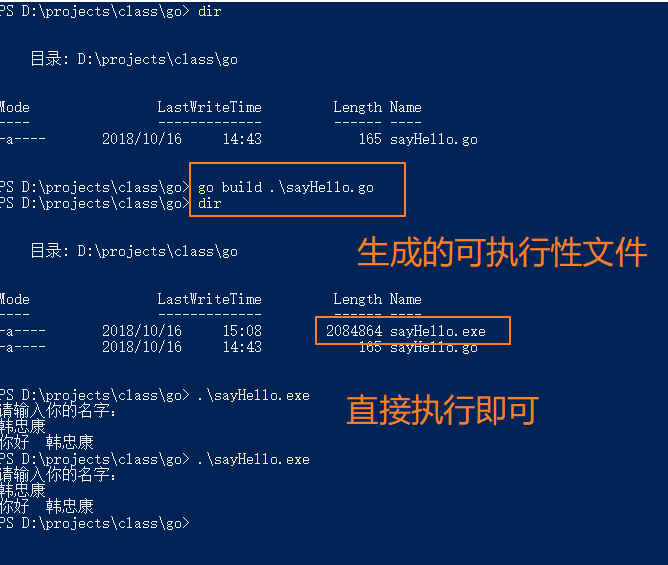 PS D:\projects\class\go> dir
目录: D:\projects\class\go
Mode LastWriteTime Length Name
---- ------------- ------ ----
-a---- 2018/10/16 14:43 165 sayHello.go
PS D:\projects\class\go> go build .\sayHello.go
PS D:\projects\class\go> dir
目录: D:\projects\class\go
生成的可执行性文件
Mode LastWriteTime Length Name
---- ------------- ------ ----
-a---- 2018/10/16 15:08 2084864 sayHello.exe
-a---- 2018/10/16 14:43 165 sayHello.go
PS D:\projects\class\go> .\sayHello.exe
直接执行即可
请输入你的名字:
韩忠康
你好 韩忠康
PS D:\projects\class\go> .\sayHello.exe
请输入你的名字:
韩忠康
你好 韩忠康
PS D:\projects\class\go>